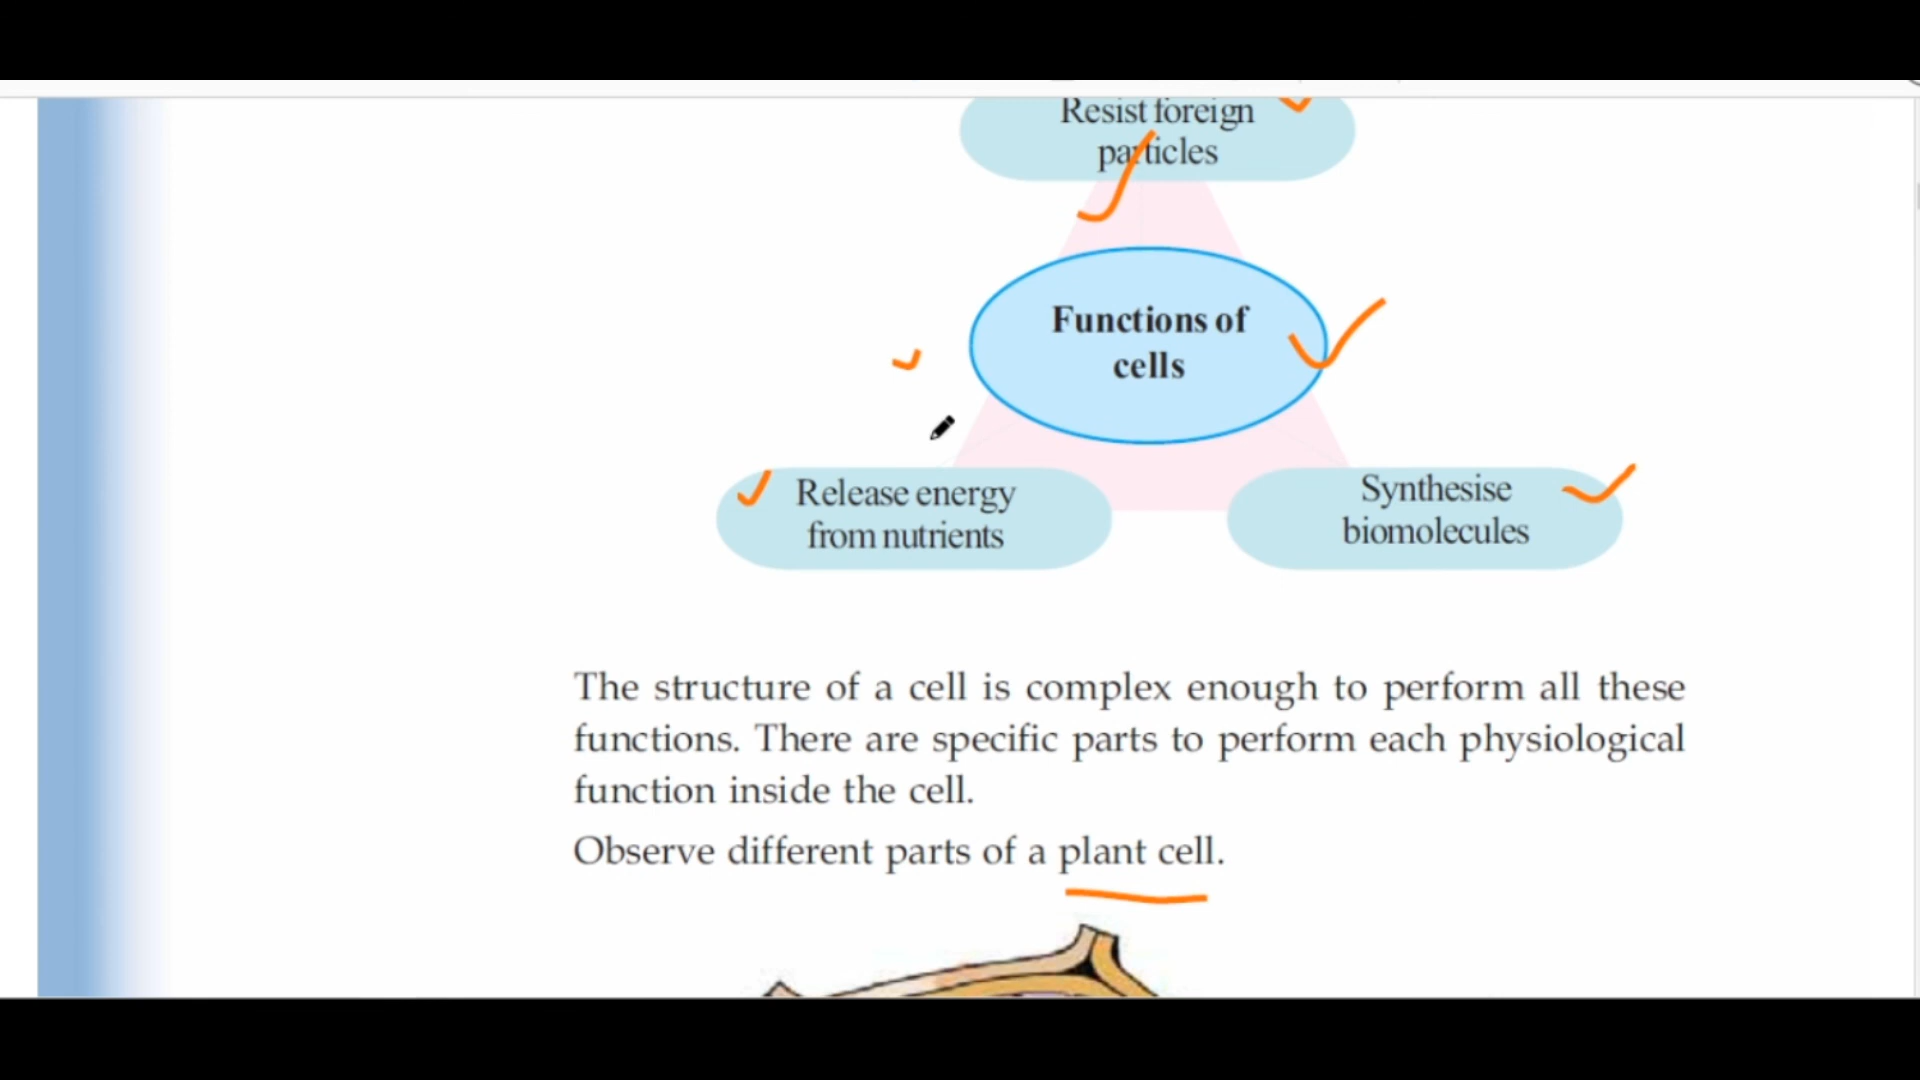 Resist foreign
particles
Functions of
cells
Release energy
from nutrients
Synthesise
biomolecules
The structure of a cell is complex enough to perform all these
functions. There are specific parts to perform each physiological
function inside the cell.
Observe different parts of a plant cell.